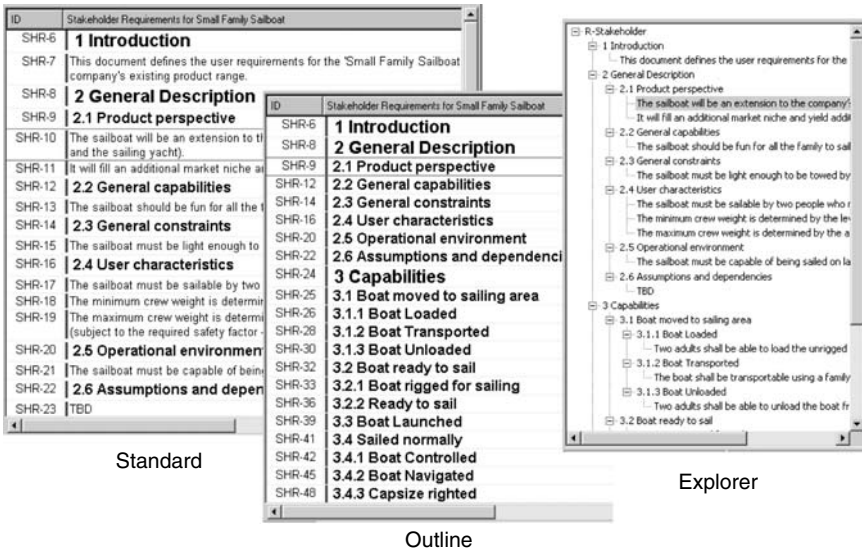 ID Stakeholder Requirements for Small Family Sailboat
SHR-6 1 Introduction
SHR-7 This document defines the user requirements for the 'Small Family Sailboat
company's existing product range.
SHR-8 2 General Description
SHR-9 2.1 Product perspective
SHR-10 The sailboat will be an extension to th
and the sailing yacht).
SHR-11 It will fill an additional market niche a
SHR-12 2.2 General capabilities
SHR-13 The sailboat should be fun for all the
SHR-14 2.3 General constraints
SHR-15 The sailboat must be light enough to
SHR-16 2.4 User characteristics
SHR-17 The sailboat must be sailable by two
SHR-18 The minimum crew weight is determin
SHR-19 The maximum crew weight is determi
(subject to the required safety factor -
SHR-20 2.5 Operational environmen
SHR-21 The sailboat must be capable of bein
SHR-22 2.6 Assumptions and depen
SHR-23 TBD
Standard
ID Stakeholder Requirements for Small Family Sailboat
SHR-6 1 Introduction
SHR-8 2 General Description
SHR-9 2.1 Product perspective
SHR-12 2.2 General capabilities
SHR-14 2.3 General constraints
SHR-16 2.4 User characteristics
SHR-20 2.5 Operational environment
SHR-22 2.6 Assumptions and dependenci
SHR-24 3 Capabilities
SHR-25 3.1 Boat moved to sailing area
SHR-26 3.1.1 Boat Loaded
SHR-28 3.1.2 Boat Transported
SHR-30 3.1.3 Boat Unloaded
SHR-32 3.2 Boat ready to sail
SHR-33 3.2.1 Boat rigged for sailing
SHR-36 3.2.2 Ready to sail
SHR-39 3.3 Boat Launched
SHR-41 3.4 Sailed normally
SHR-42 3.4.1 Boat Controlled
SHR-45 3.4.2 Boat Navigated
SHR-48 3.4.3 Capsize righted
Outline
R-Stakeholder
1 Introduction
This document defines the user requirements for the
2 General Description
2.1 Product perspective
The sailboat will be an extension to the company's
It will fill an additional market niche and yield addit
2.2 General capabilities
The sailboat should be fun for all the family to sail
2.3 General constraints
The sailboat must be light enough to be towed by
2.4 User characteristics
The sailboat must be sailable by two people who r
The minimum crew weight is determined by the lev
The maximum crew weight is determined by the a
2.5 Operational environment
The sailboat must be capable of being sailed on la
2.6 Assumptions and dependencies
TBD
3 Capabilities
3.1 Boat moved to sailing area
3.1.1 Boat Loaded
Two adults shall be able to load the unrigged
3.1.2 Boat Transported
The boat shall be transportable using a family
3.1.3 Boat Unloaded
Two adults shall be able to unload the boat fr
3.2 Boat ready to sail
Explorer